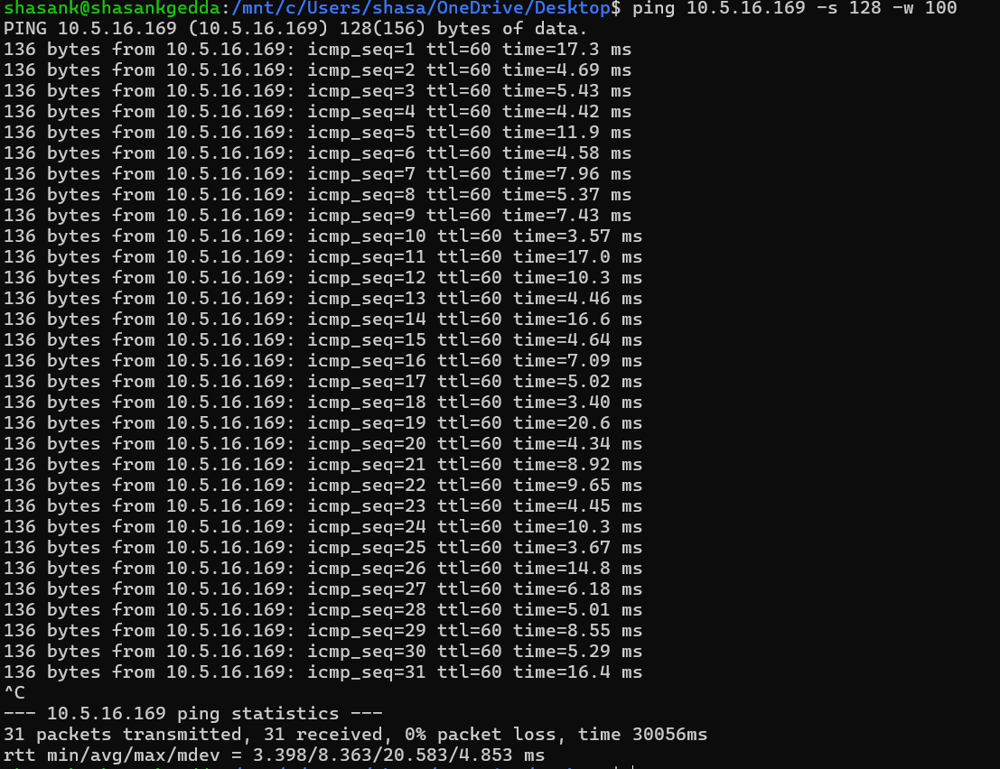 shasank@shasankgedda:/mnt/c/Users/shasa/OneDrive/Desktop$ ping 10.5.16.169 -s 128 -w 100
PING 10.5.16.169 (10.5.16.169) 128(156) bytes of data.
136 bytes from 10.5.16.169: icmp_seq=1 ttl=60 time=17.3 ms
136 bytes from 10.5.16.169: icmp_seq=2 ttl=60 time=4.69 ms
136 bytes from 10.5.16.169: icmp_seq=3 ttl=60 time=5.43 ms
136 bytes from 10.5.16.169: icmp_seq=4 ttl=60 time=4.42 ms
136 bytes from 10.5.16.169: icmp_seq=5 ttl=60 time=11.9 ms
136 bytes from 10.5.16.169: icmp_seq=6 ttl=60 time=4.58 ms
136 bytes from 10.5.16.169: icmp_seq=7 ttl=60 time=7.96 ms
136 bytes from 10.5.16.169: icmp_seq=8 ttl=60 time=5.37 ms
136 bytes from 10.5.16.169: icmp_seq=9 ttl=60 time=7.43 ms
136 bytes from 10.5.16.169: icmp_seq=10 ttl=60 time=3.57 ms
136 bytes from 10.5.16.169: icmp_seq=11 ttl=60 time=17.0 ms
136 bytes from 10.5.16.169: icmp_seq=12 ttl=60 time=10.3 ms
136 bytes from 10.5.16.169: icmp_seq=13 ttl=60 time=4.46 ms
136 bytes from 10.5.16.169: icmp_seq=14 ttl=60 time=16.6 ms
136 bytes from 10.5.16.169: icmp_seq=15 ttl=60 time=4.64 ms
136 bytes from 10.5.16.169: icmp_seq=16 ttl=60 time=7.09 ms
136 bytes from 10.5.16.169: icmp_seq=17 ttl=60 time=5.02 ms
136 bytes from 10.5.16.169: icmp_seq=18 ttl=60 time=3.40 ms
136 bytes from 10.5.16.169: icmp_seq=19 ttl=60 time=20.6 ms
136 bytes from 10.5.16.169: icmp_seq=20 ttl=60 time=4.34 ms
136 bytes from 10.5.16.169: icmp_seq=21 ttl=60 time=8.92 ms
136 bytes from 10.5.16.169: icmp_seq=22 ttl=60 time=9.65 ms
136 bytes from 10.5.16.169: icmp_seq=23 ttl=60 time=4.45 ms
136 bytes from 10.5.16.169: icmp_seq=24 ttl=60 time=10.3 ms
136 bytes from 10.5.16.169: icmp_seq=25 ttl=60 time=3.67 ms
136 bytes from 10.5.16.169: icmp_seq=26 ttl=60 time=14.8 ms
136 bytes from 10.5.16.169: icmp_seq=27 ttl=60 time=6.18 ms
136 bytes from 10.5.16.169: icmp_seq=28 ttl=60 time=5.01 ms
136 bytes from 10.5.16.169: icmp_seq=29 ttl=60 time=8.55 ms
136 bytes from 10.5.16.169: icmp_seq=30 ttl=60 time=5.29 ms
136 bytes from 10.5.16.169: icmp_seq=31 ttl=60 time=16.4 ms
^C
--- 10.5.16.169 ping statistics ---
31 packets transmitted, 31 received, 0% packet loss, time 30056ms
rtt min/avg/max/mdev = 3.398/8.363/20.583/4.853 ms